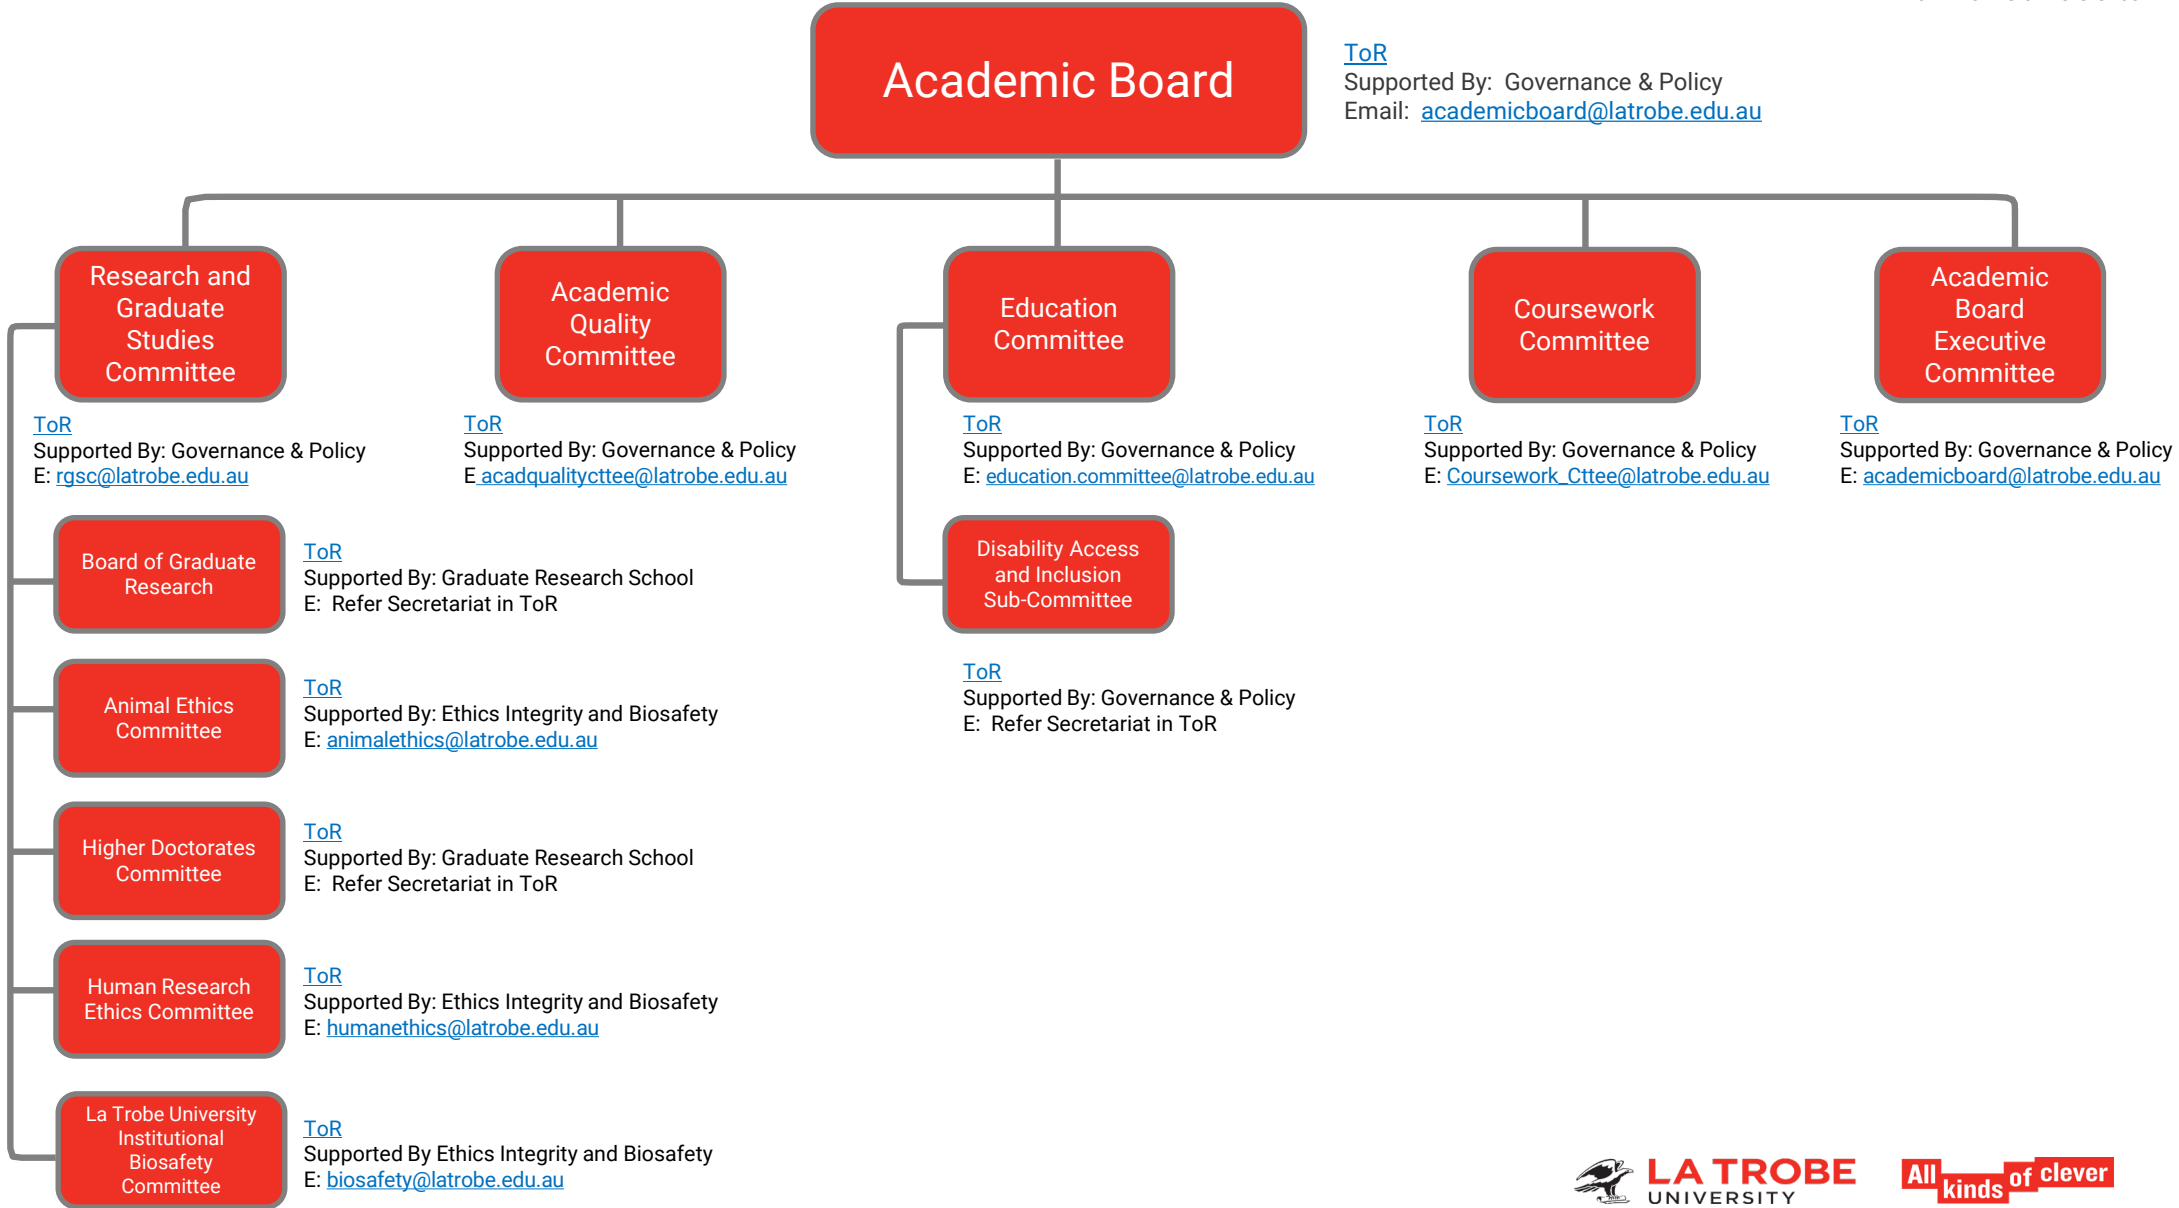 Academic Board
ToR
Supported By: Governance & Policy
Email: academicboard@latrobe.edu.au
Research and
Graduate
Studies
Committee
ToR
Supported By: Governance & Policy
E: rgsc@latrobe.edu.au
Academic
Quality
Committee
ToR
Supported By: Governance & Policy
E acadqualitycttee@latrobe.edu.au
Education
Committee
ToR
Supported By: Governance & Policy
E: education.committee@latrobe.edu.au
Coursework
Committee
ToR
Supported By: Governance & Policy
E: Coursework_Cttee@latrobe.edu.au
Academic
Board
Executive
Committee
ToR
Supported By: Governance & Policy
E: academicboard@latrobe.edu.au
Board of Graduate
Research
ToR
Supported By: Graduate Research School
E: Refer Secretariat in ToR
Disability Access
and Inclusion
Sub-Committee
ToR
Supported By: Governance & Policy
E: Refer Secretariat in ToR
Animal Ethics
Committee
ToR
Supported By: Ethics Integrity and Biosafety
E: animalethics@latrobe.edu.au
Higher Doctorates
Committee
ToR
Supported By: Graduate Research School
E: Refer Secretariat in ToR
Human Research
Ethics Committee
ToR
Supported By: Ethics Integrity and Biosafety
E: humanethics@latrobe.edu.au
La Trobe University
Institutional
Biosafety
Committee
ToR
Supported By Ethics Integrity and Biosafety
E: biosafety@latrobe.edu.au
LA TROBE
UNIVERSITY
All kinds of clever